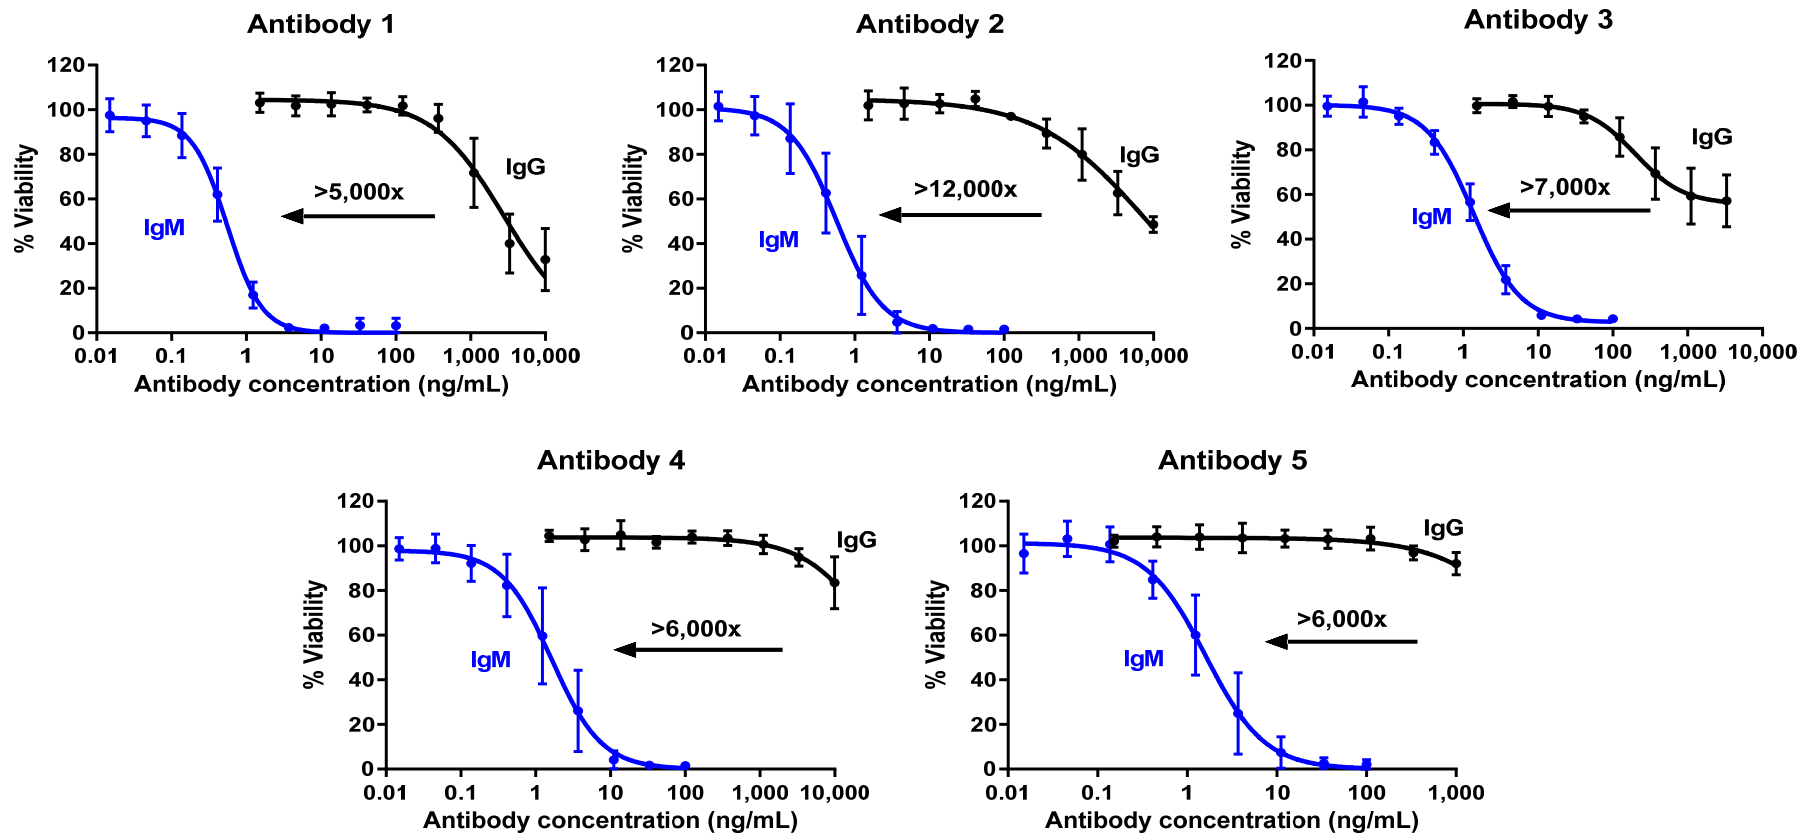 Antibody 1
120
100
80
60
40
20
0
% Viability
IgG
>5,000x
IgM
0.01 0.1 1 10 100 1,000 10,000
Antibody concentration (ng/mL)
Antibody 2
120
100
80
60
40
20
0
% Viability
IgG
>12,000x
IgM
0.01 0.1 1 10 100 1,000 10,000
Antibody concentration (ng/mL)
Antibody 3
120
100
80
60
40
20
0
% Viability
IgG
>7,000x
IgM
0.01 0.1 1 10 100 1,000 10,000
Antibody concentration (ng/mL)
Antibody 4
120
100
80
60
40
20
0
% Viability
IgG
>6,000x
IgM
0.01 0.1 1 10 100 1,000 10,000
Antibody concentration (ng/mL)
Antibody 5
120
100
80
60
40
20
0
% Viability
IgG
>6,000x
IgM
0.01 0.1 1 10 100 1,000
Antibody concentration (ng/mL)